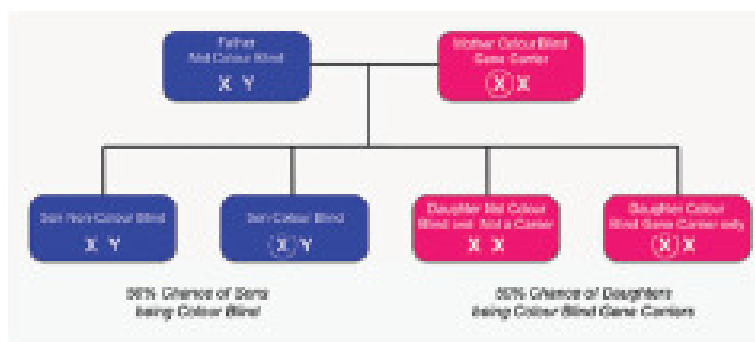 Father
Not Colour Blind
X Y
Mother Colour Blind
Gene Carrier
X X
Son Non-Colour Blind
X Y
Son Colour Blind
X Y
Daughter Not Colour
Blind and Not a Carrier
X X
Daughter Colour
Blind Gene Carrier only
X X
50% Chance of Sons
being Colour Blind
50% Chance of Daughters
being Colour Blind Gene Carriers